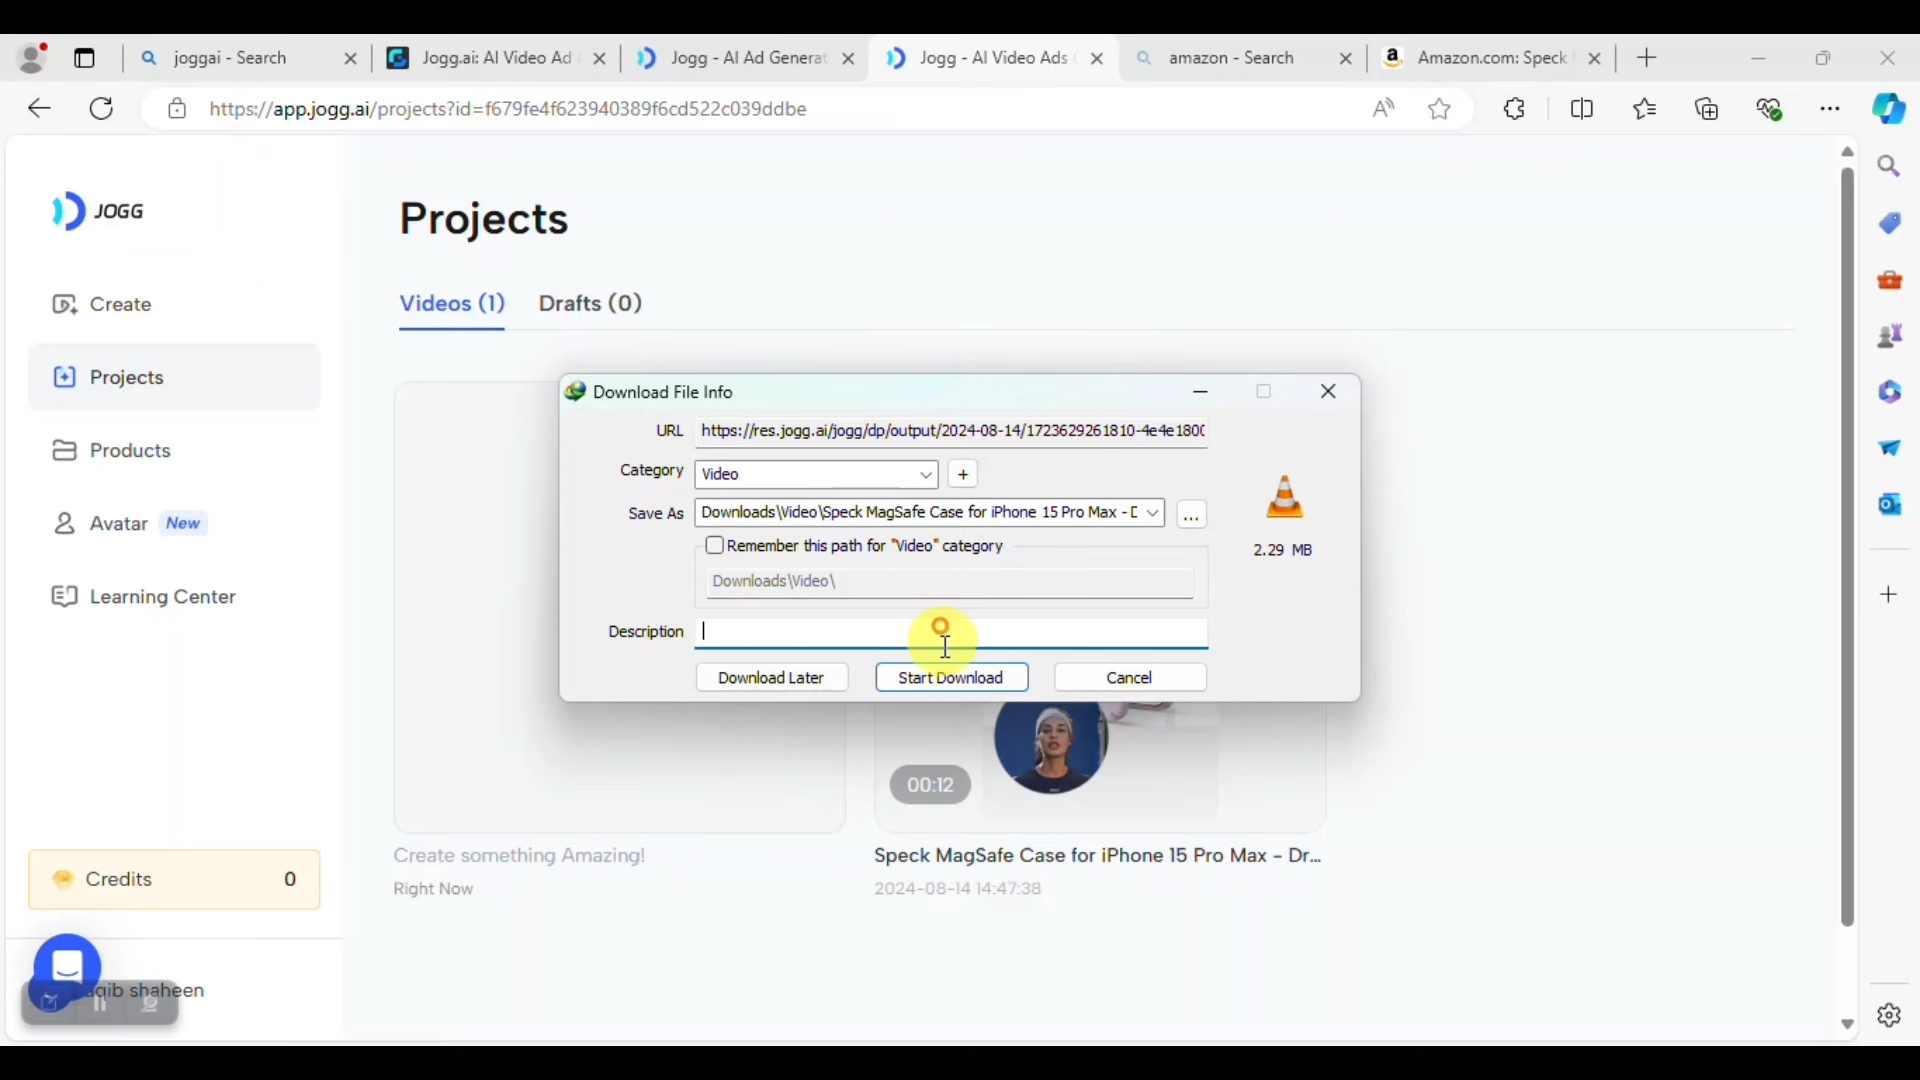 joggai - Search
Jogg.ai: AI Video Ad
Jogg - AI Ad Generat
Jogg - AI Video Ads
amazon - Search
Amazon.com: Speck
https://app.jogg.ai/projects?id=f679fe4f623940389f6cd522c039ddbe
JOGG
Projects
Create
Videos (1)
Drafts (0)
Projects
Products
Avatar New
Learning Center
Download File Info
URL https://res.jogg.ai/jogg/dp/output/2024-08-14/1723629261810-4e4e180
Category Video +
Save As Downloads\Video\Speck MagSafe Case for iPhone 15 Pro Max - ...
Remember this path for "Video" category
2.29 MB
Downloads\Video\
Description
Download Later Start Download Cancel
00:12
Create something Amazing!
Right Now
Speck MagSafe Case for iPhone 15 Pro Max - Dr...
2024-08-14 14:47:38
Credits 0
aqib shaheen